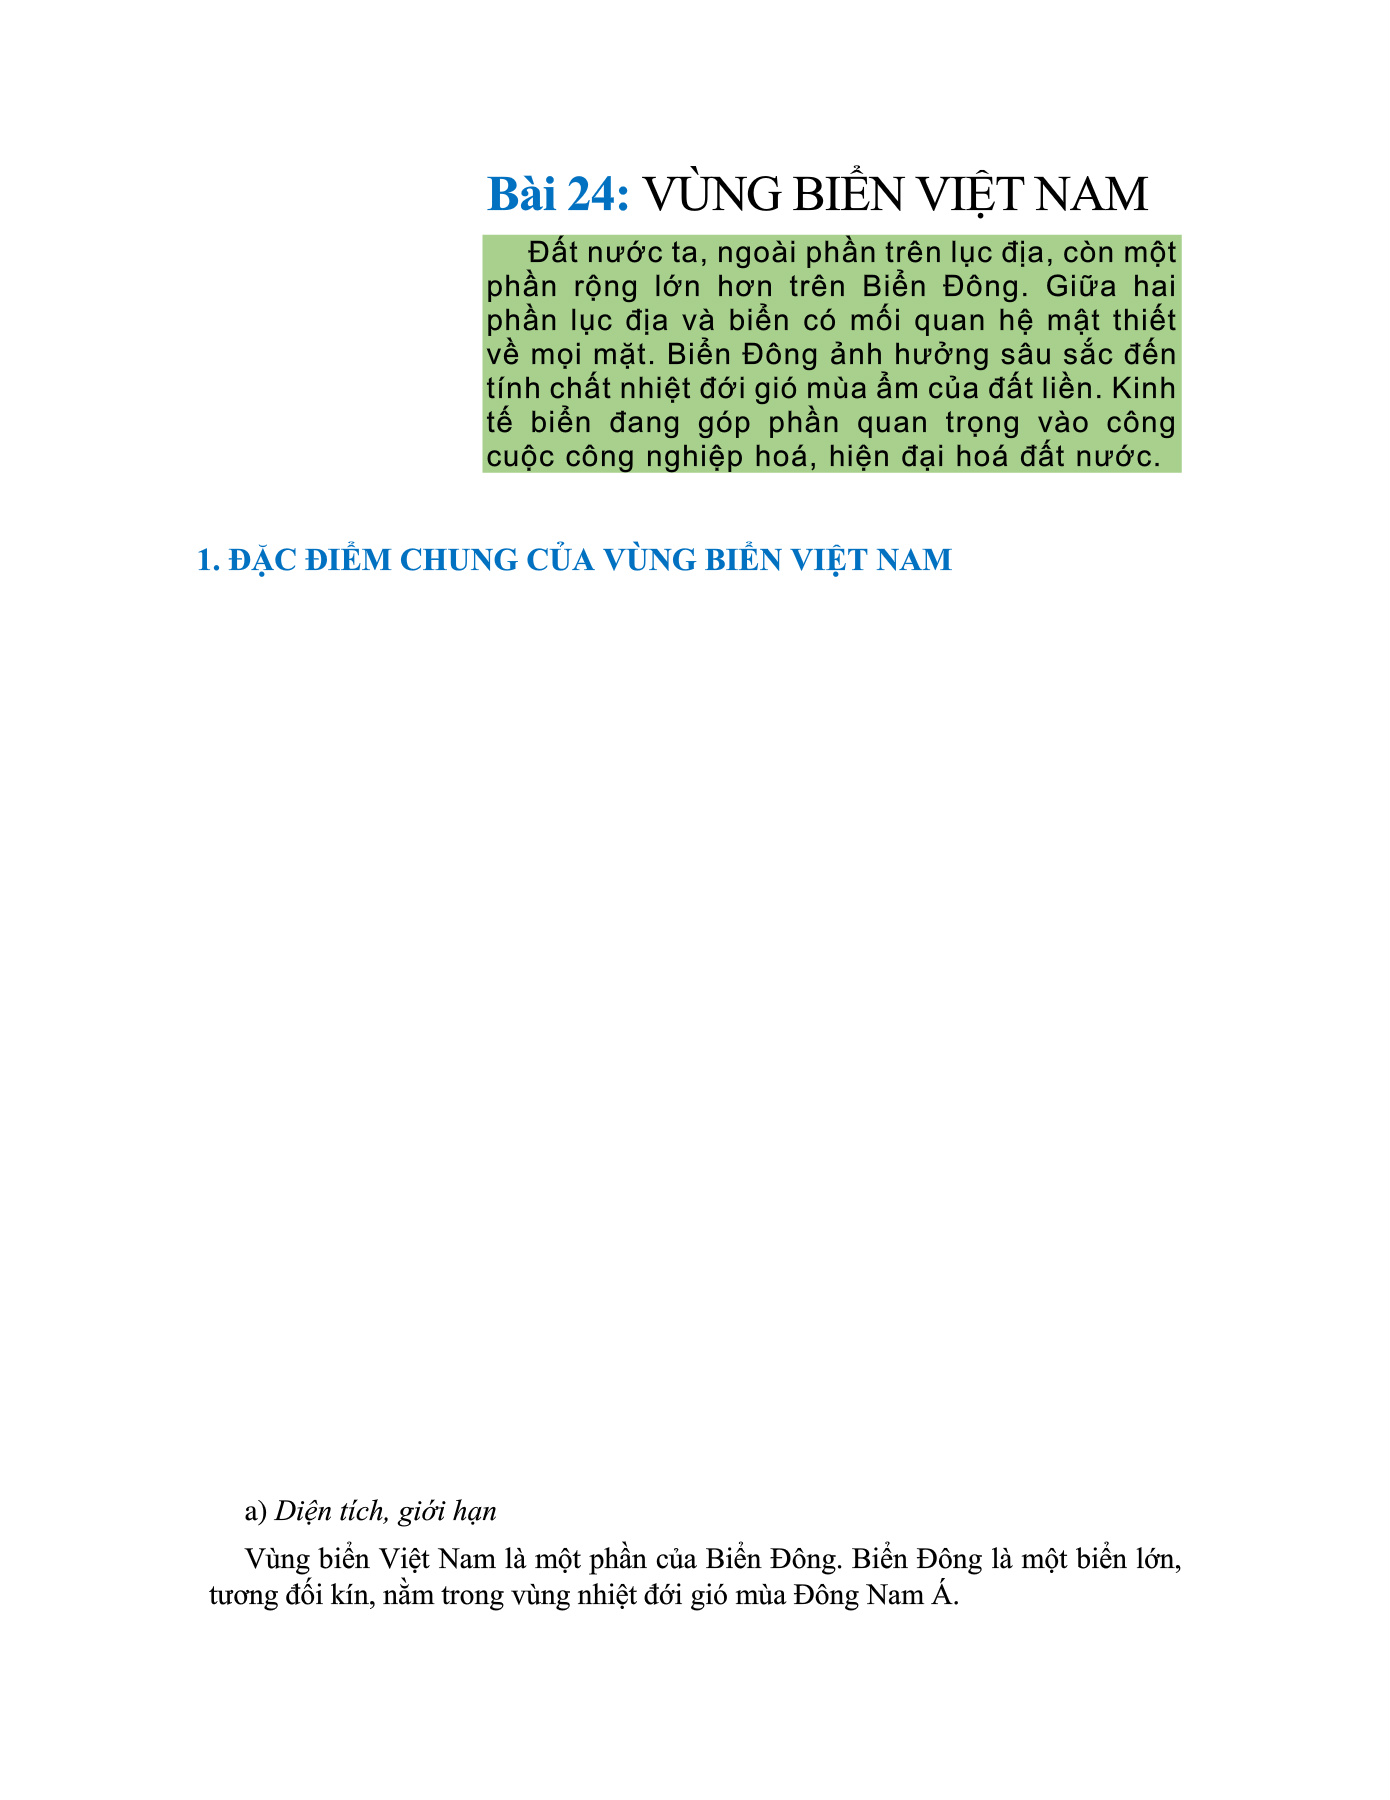 Bài 24: VÙNG BIỂN VIỆT NAM
Đất nước ta, ngoài phần trên lục địa, còn một
phần rộng lớn hơn trên Biển Đông. Giữa hai
phần lục địa và biển có mối quan hệ mật thiết
về mọi mặt. Biển Đông ảnh hưởng sâu sắc đến
tính chất nhiệt đới gió mùa ẩm của đất liền. Kinh
tế biển đang góp phần quan trọng vào công
cuộc công nghiệp hoá, hiện đại hoá đất nước.
1. ĐẶC ĐIỂM CHUNG CỦA VÙNG BIỂN VIỆT NAM
a) Diện tích, giới hạn
Vùng biển Việt Nam là một phần của Biển Đông. Biển Đông là một biển lớn,
tương đối kín, nằm trong vùng nhiệt đới gió mùa Đông Nam Á.